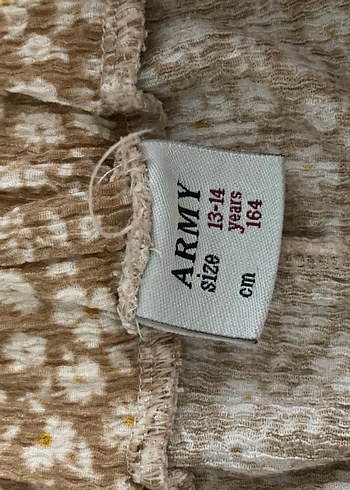 ARMY
size 13-14
years
cm 164